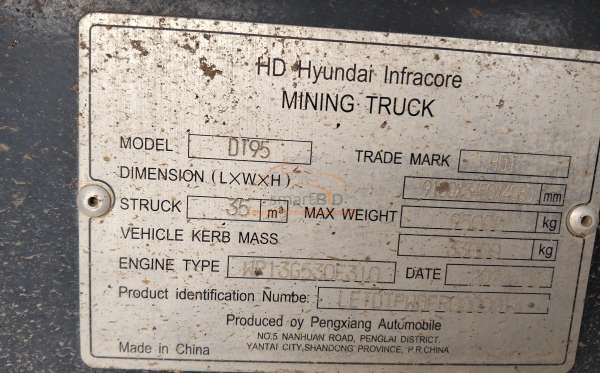 HD Hyundai Infracore
MINING TRUCK
MODEL DT95 TRADE MARK
DIMENSION (L×W×H) mm
STRUCK 35 m³ MAX WEIGHT kg
VEHICLE KERB MASS kg
ENGINE TYPE DATE
Product identification Numbe:
Produced by Pengxiang Automobile
NO.5 NANHUAN ROAD, PENGLAI DISTRICT,
YANTAI CITY,SHANDONG PROVINCE, P.R.CHINA
Made in China